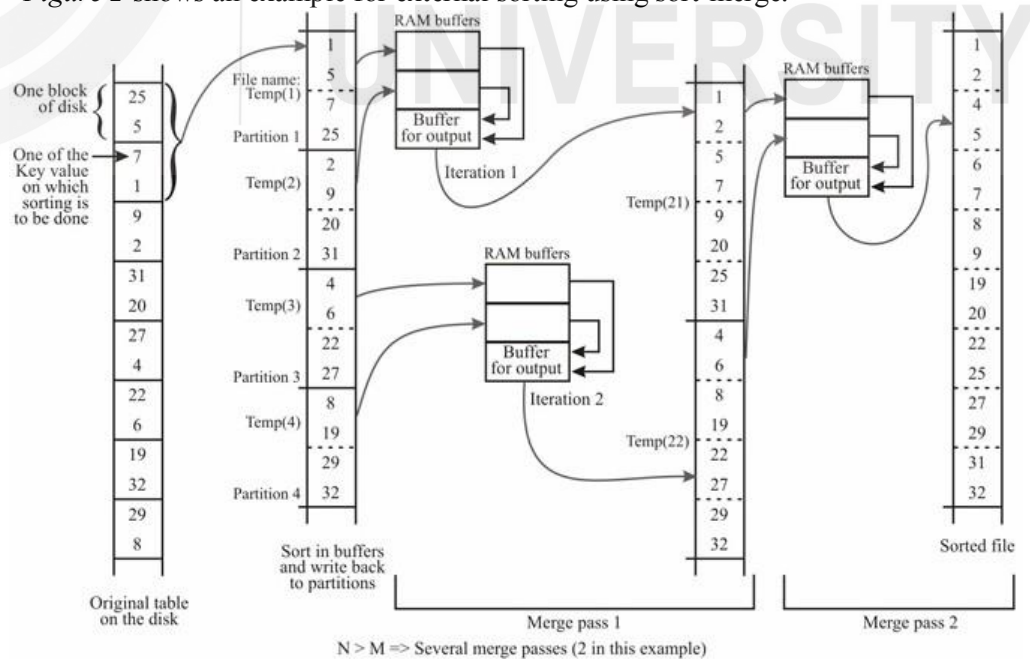 Figure 2 shows an example for external sorting using sort-merge.
UNIVERSITY
One block
of disk
One of the
Key value
on which
sorting is
to be done
25
5
7
1
9
2
31
20
27
4
22
6
19
32
29
8
Original table
on the disk
File name:
Temp(1)
Partition 1
Temp(2)
Partition 2
Temp(3)
Partition 3
Temp(4)
Partition 4
1
5
7
25
2
9
20
31
4
6
22
27
8
19
29
32
Sort in buffers
and write back
to partitions
RAM buffers
Buffer
for output
Iteration 1
RAM buffers
Buffer
for output
Iteration 2
Temp(21)
Temp(22)
1
2
5
7
9
20
25
31
4
6
8
19
22
27
29
32
RAM buffers
Buffer
for output
1
2
4
5
6
7
8
9
19
20
22
25
27
29
31
32
Sorted file
Merge pass 1
Merge pass 2
N > M => Several merge passes (2 in this example)